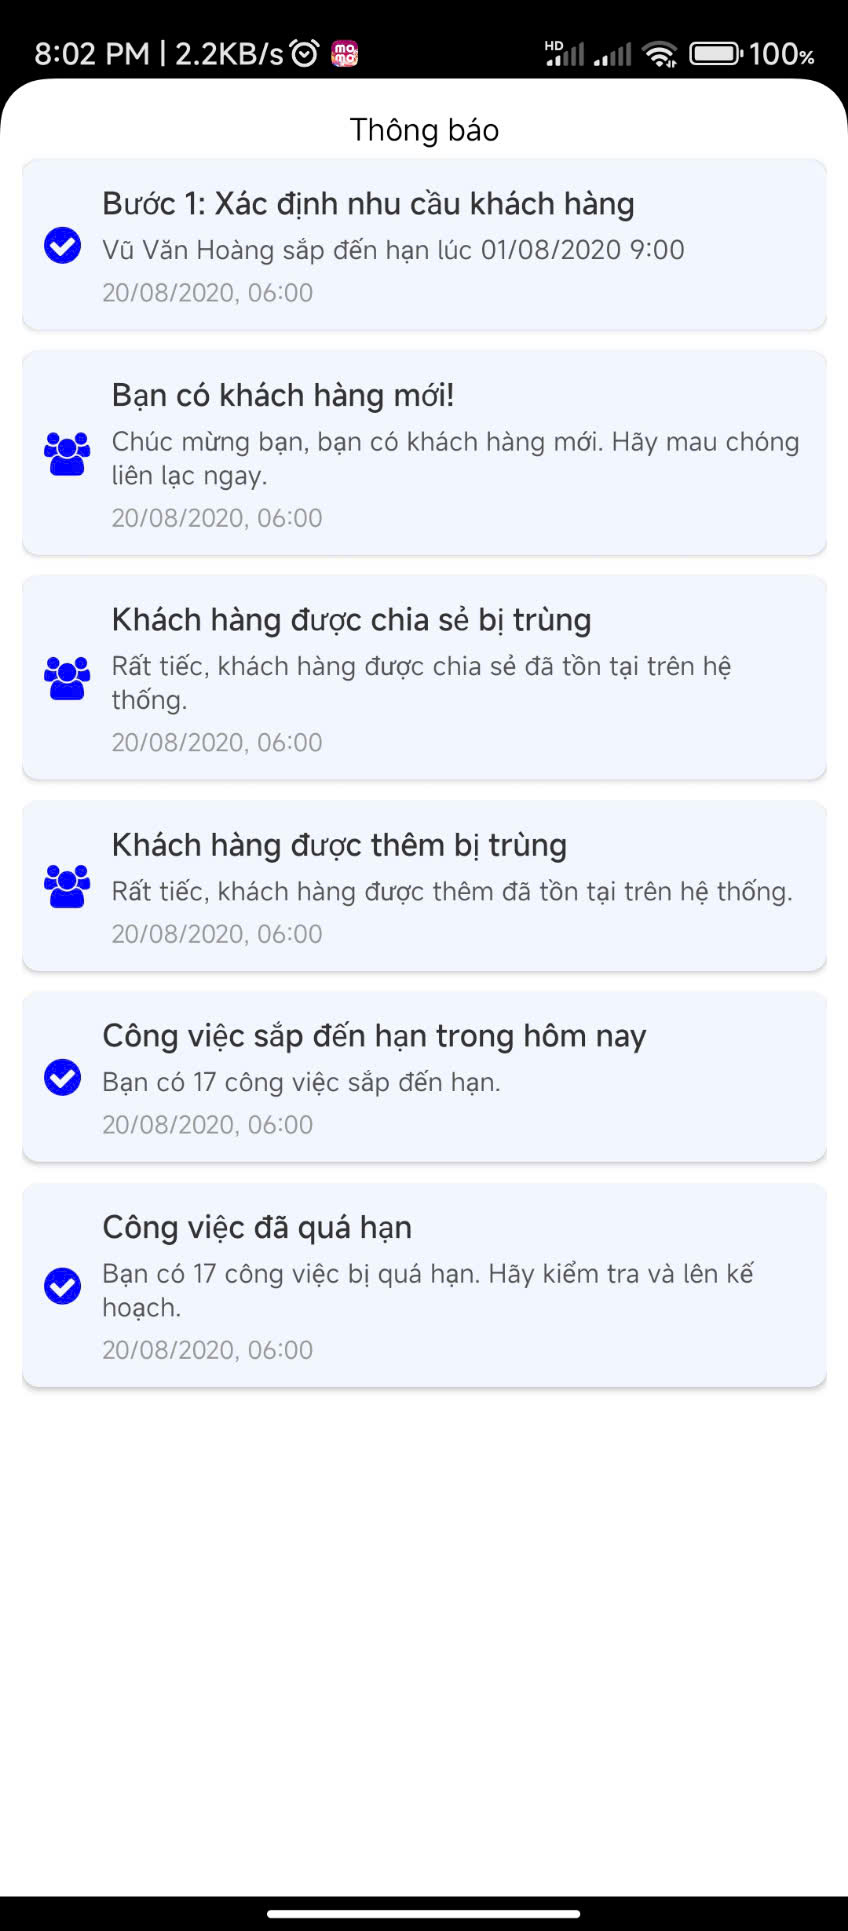 8:02 PM | 2.2KB/s
HD 100%
Thông báo
Bước 1: Xác định nhu cầu khách hàng
Vũ Văn Hoàng sắp đến hạn lúc 01/08/2020 9:00
20/08/2020, 06:00
Bạn có khách hàng mới!
Chúc mừng bạn, bạn có khách hàng mới. Hãy mau chóng
liên lạc ngay.
20/08/2020, 06:00
Khách hàng được chia sẻ bị trùng
Rất tiếc, khách hàng được chia sẻ đã tồn tại trên hệ
thống.
20/08/2020, 06:00
Khách hàng được thêm bị trùng
Rất tiếc, khách hàng được thêm đã tồn tại trên hệ thống.
20/08/2020, 06:00
Công việc sắp đến hạn trong hôm nay
Bạn có 17 công việc sắp đến hạn.
20/08/2020, 06:00
Công việc đã quá hạn
Bạn có 17 công việc bị quá hạn. Hãy kiểm tra và lên kế
hoạch.
20/08/2020, 06:00